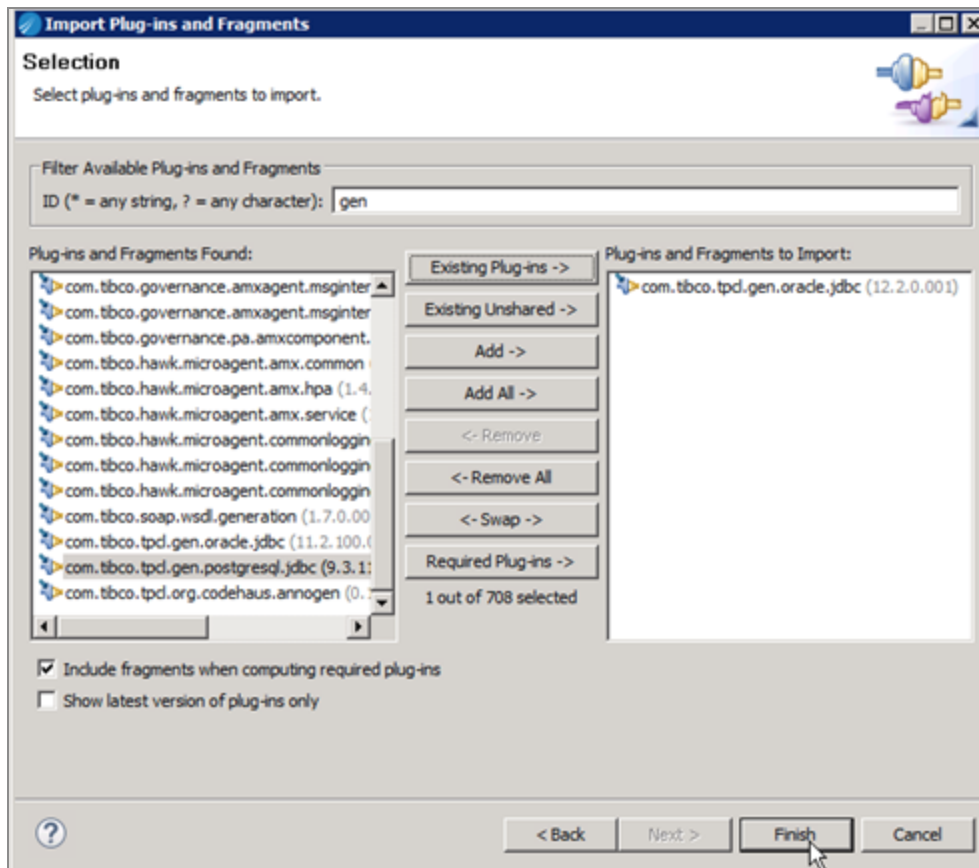 Import Plug-ins and Fragments
Selection
Select plug-ins and fragments to import.
Filter Available Plug-ins and Fragments
ID (* = any string, ? = any character): gen
Plug-ins and Fragments Found:
com.tibco.governance.amxagent.msginter
com.tibco.governance.amxagent.msginter
com.tibco.governance.pa.amxcomponent.
com.tibco.hawk.microagent.amx.common
com.tibco.hawk.microagent.amx.hpa (1.4.
com.tibco.hawk.microagent.amx.service (
com.tibco.hawk.microagent.commonloggin
com.tibco.hawk.microagent.commonloggin
com.tibco.hawk.microagent.commonloggin
com.tibco.soap.wsdl.generation (1.7.0.00
com.tibco.tpcl.gen.oracle.jdbc (11.2.100.0
com.tibco.tpcl.gen.postgresql.jdbc (9.3.11
com.tibco.tpcl.org.codehaus.annogen (0.1
Existing Plug-ins ->
Existing Unshared ->
Add ->
Add All ->
<- Remove
<- Remove All
<- Swap ->
Required Plug-ins ->
1 out of 708 selected
Plug-ins and Fragments to Import:
com.tibco.tpcl.gen.oracle.jdbc (12.2.0.001)
Include fragments when computing required plug-ins
Show latest version of plug-ins only
?
< Back
Next >
Finish
Cancel